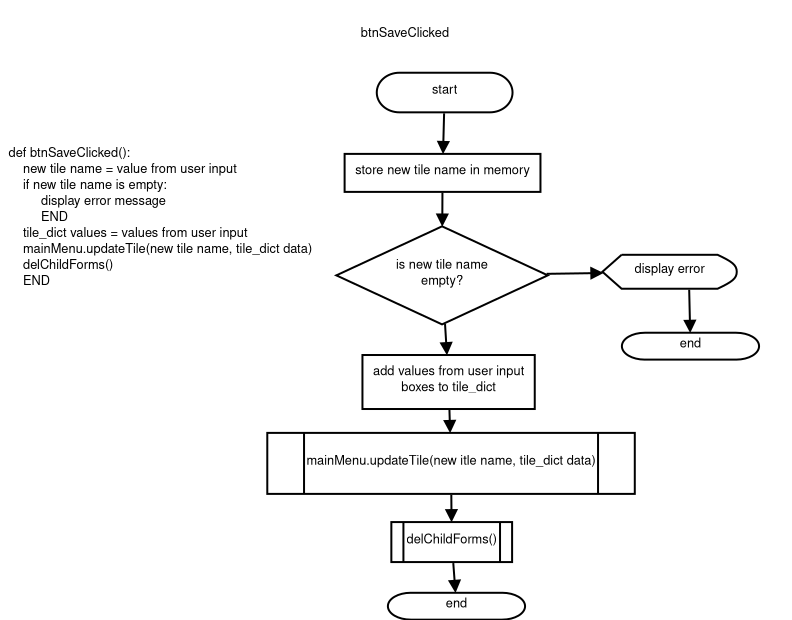 btnSaveClicked
start
def btnSaveClicked():
new tile name = value from user input
if new tile name is empty:
display error message
END
tile_dict values = values from user input
mainMenu.updateTile(new tile name, tile_dict data)
delChildForms()
END
store new tile name in memory
is new tile name
empty?
display error
end
add values from user input
boxes to tile_dict
mainMenu.updateTile(new itle name, tile_dict data)
delChildForms()
end